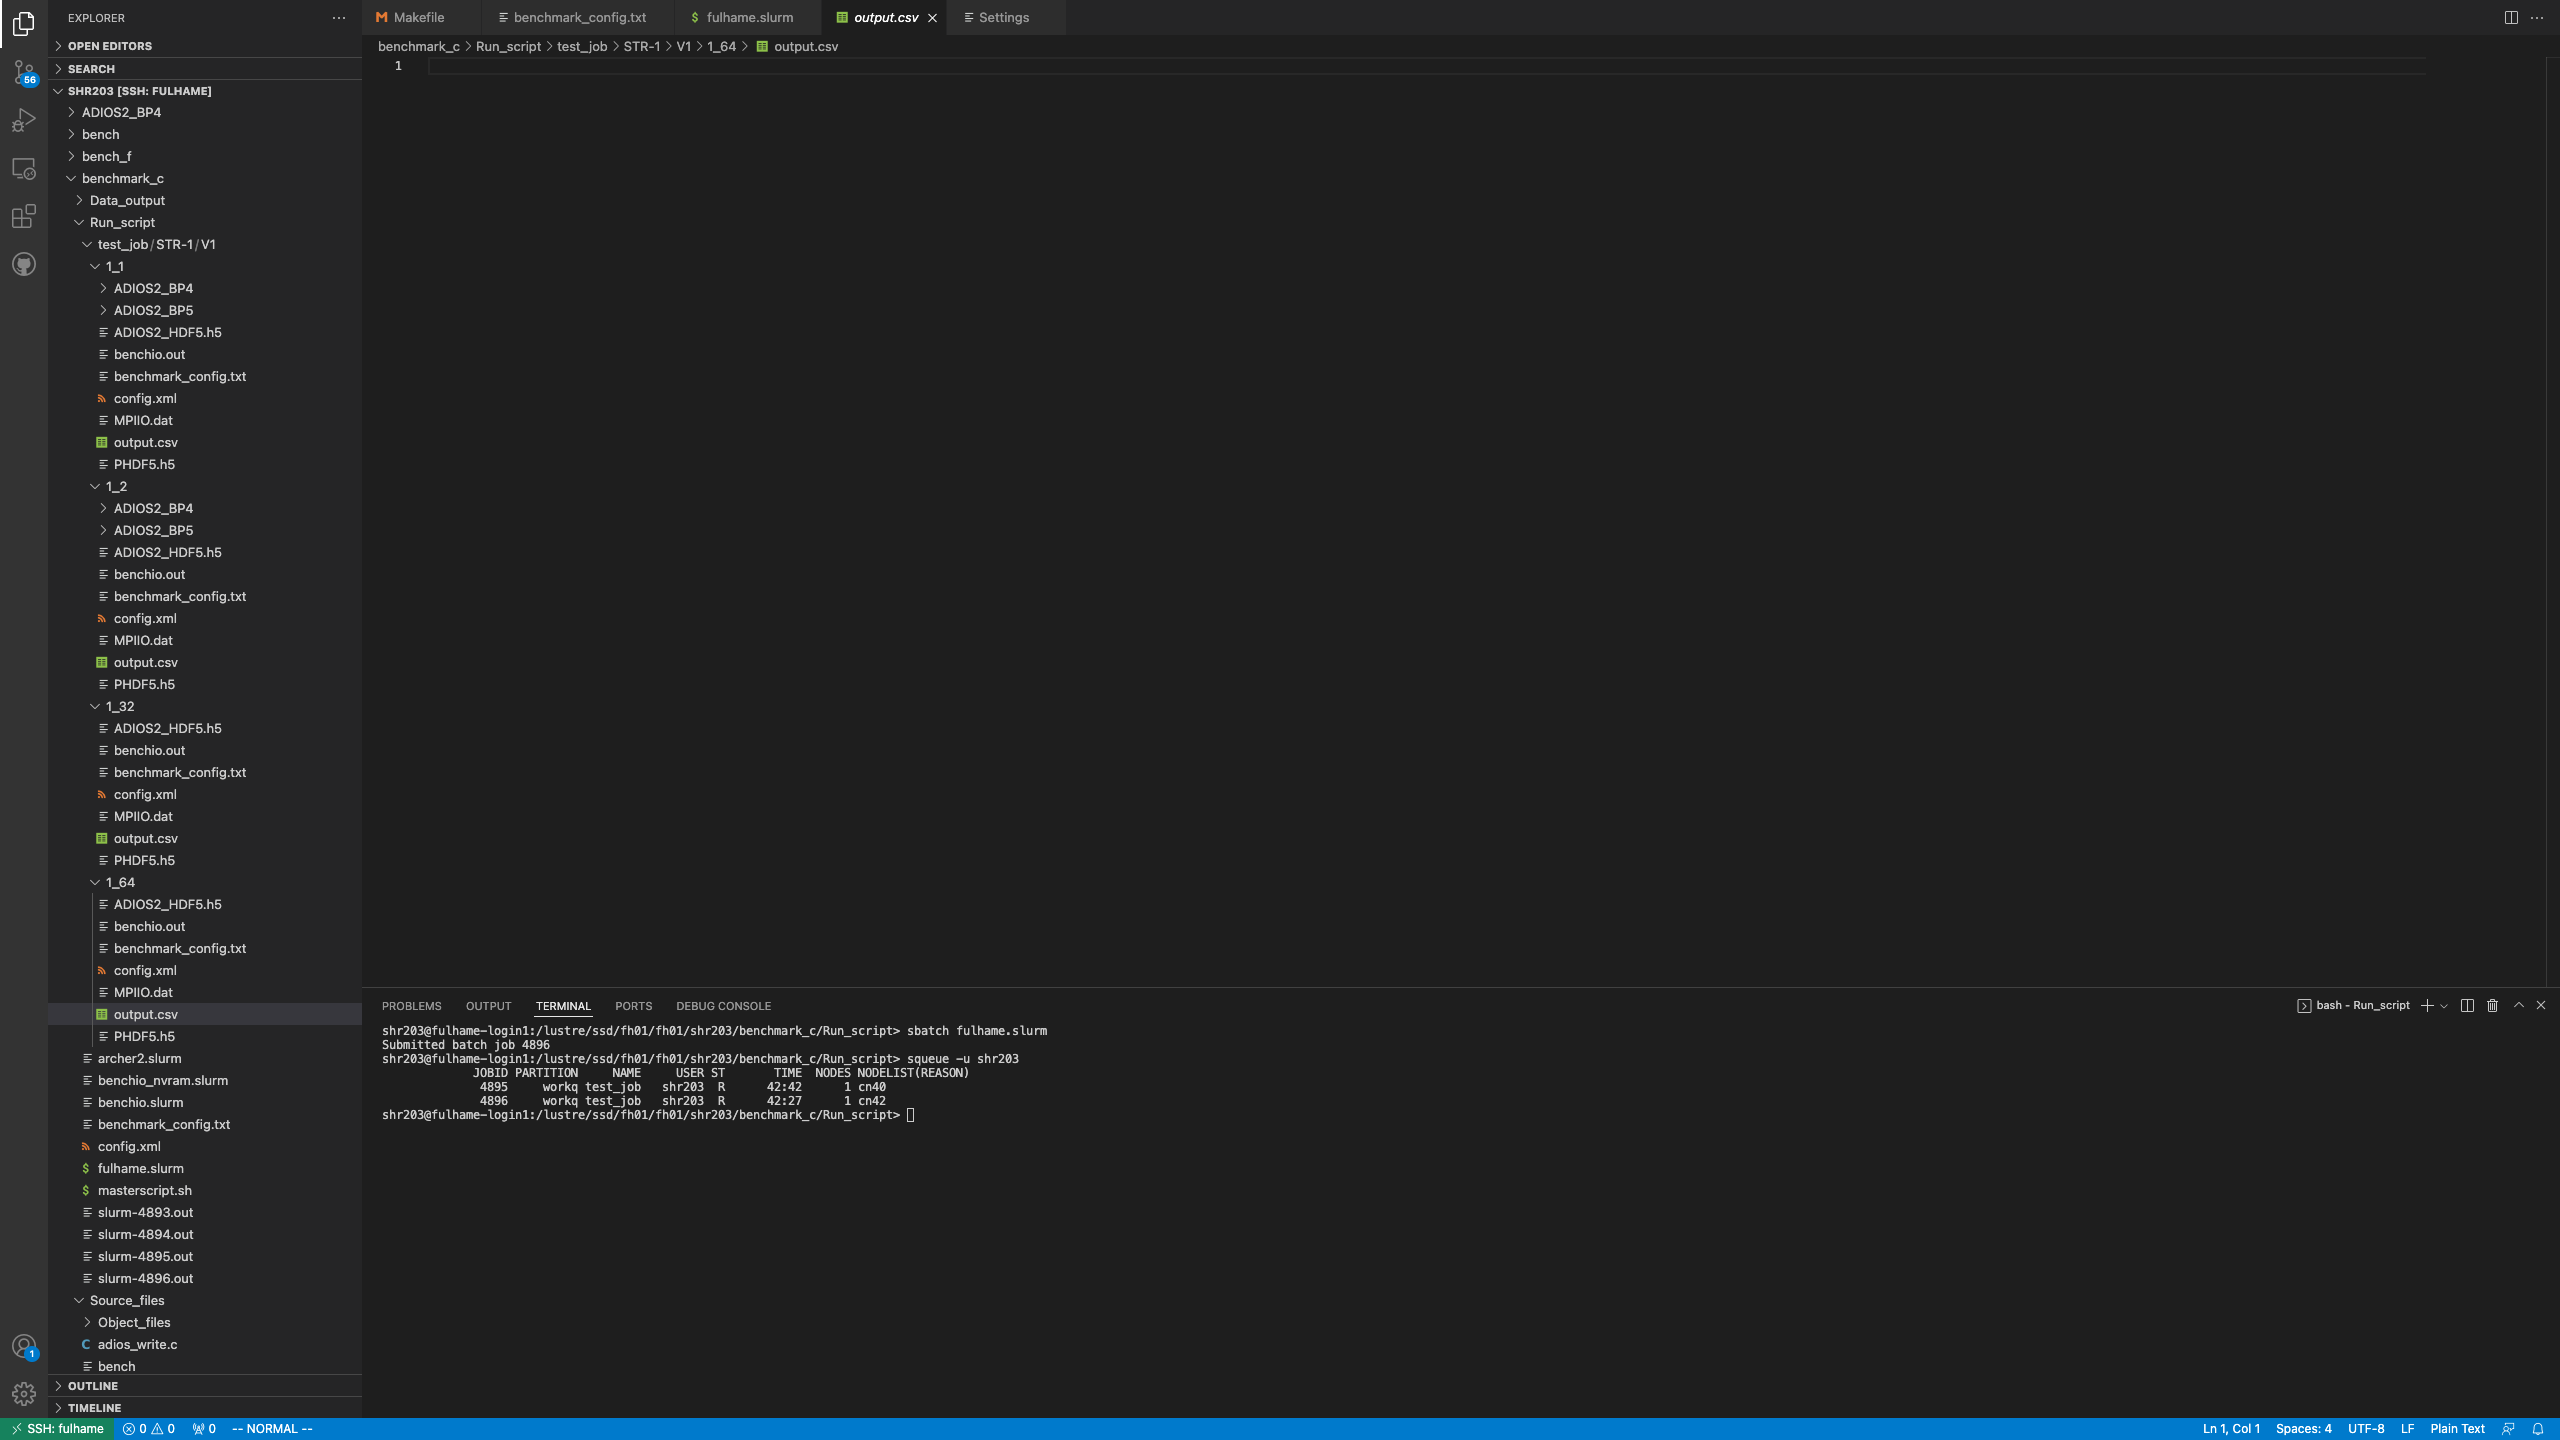 EXPLORER
Makefile
benchmark_config.txt
fulhame.slurm
output.csv
Settings
benchmark_c > Run_script > test_job > STR-1 > V1 > 1_64 > output.csv
1
OPEN EDITORS
SEARCH
56
SHR203 [SSH: FULHAME]
ADIOS2_BP4
bench
bench_f
benchmark_c
Data_output
Run_script
test_job / STR-1 / V1
1_1
ADIOS2_BP4
ADIOS2_BP5
ADIOS2_HDF5.h5
benchio.out
benchmark_config.txt
config.xml
MPIIO.dat
output.csv
PHDF5.h5
1_2
ADIOS2_BP4
ADIOS2_BP5
ADIOS2_HDF5.h5
benchio.out
benchmark_config.txt
config.xml
MPIIO.dat
output.csv
PHDF5.h5
1_32
ADIOS2_HDF5.h5
benchio.out
benchmark_config.txt
config.xml
MPIIO.dat
output.csv
PHDF5.h5
1_64
ADIOS2_HDF5.h5
benchio.out
benchmark_config.txt
config.xml
MPIIO.dat
output.csv
PHDF5.h5
archer2.slurm
benchio_nvram.slurm
benchio.slurm
benchmark_config.txt
config.xml
fulhame.slurm
masterscript.sh
slurm-4893.out
slurm-4894.out
slurm-4895.out
slurm-4896.out
Source_files
Object_files
adios_write.c
bench
OUTLINE
TIMELINE
1
PROBLEMS OUTPUT TERMINAL PORTS DEBUG CONSOLE
bash - Run_script
shr203@fulhame-login1:/lustre/ssd/fh01/fh01/shr203/benchmark_c/Run_script> sbatch fulhame.slurm
Submitted batch job 4896
shr203@fulhame-login1:/lustre/ssd/fh01/fh01/shr203/benchmark_c/Run_script> squeue -u shr203
JOBID PARTITION NAME USER ST TIME NODES NODELIST(REASON)
4895 workq test_job shr203 R 42:42 1 cn40
4896 workq test_job shr203 R 42:27 1 cn42
shr203@fulhame-login1:/lustre/ssd/fh01/fh01/shr203/benchmark_c/Run_script>
SSH: fulhame 0 0 0 -- NORMAL --
Ln 1, Col 1 Spaces: 4 UTF-8 LF Plain Text